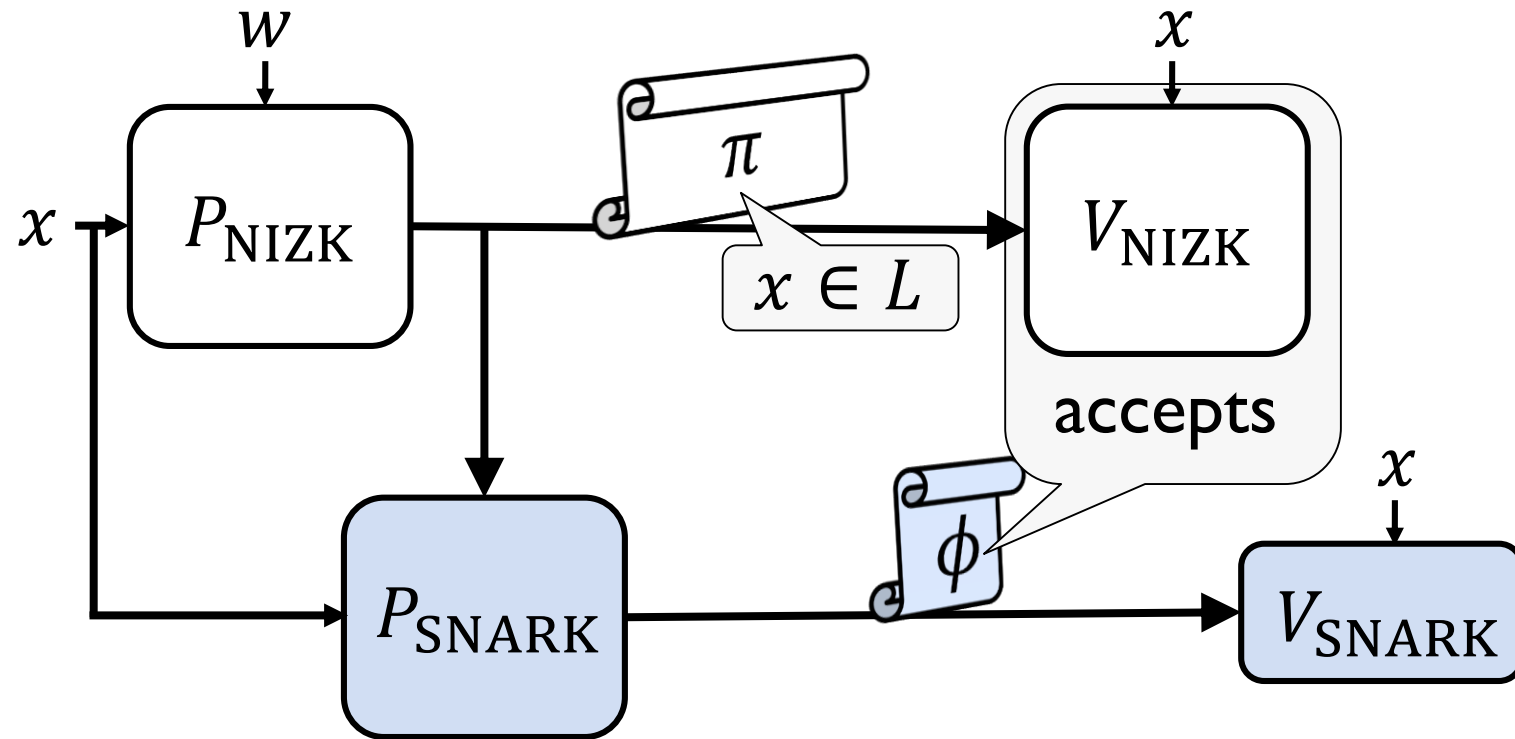 w
x
π
x
P_NIZK
V_NIZK
x ∈ L
accepts
x
ϕ
P_SNARK
V_SNARK